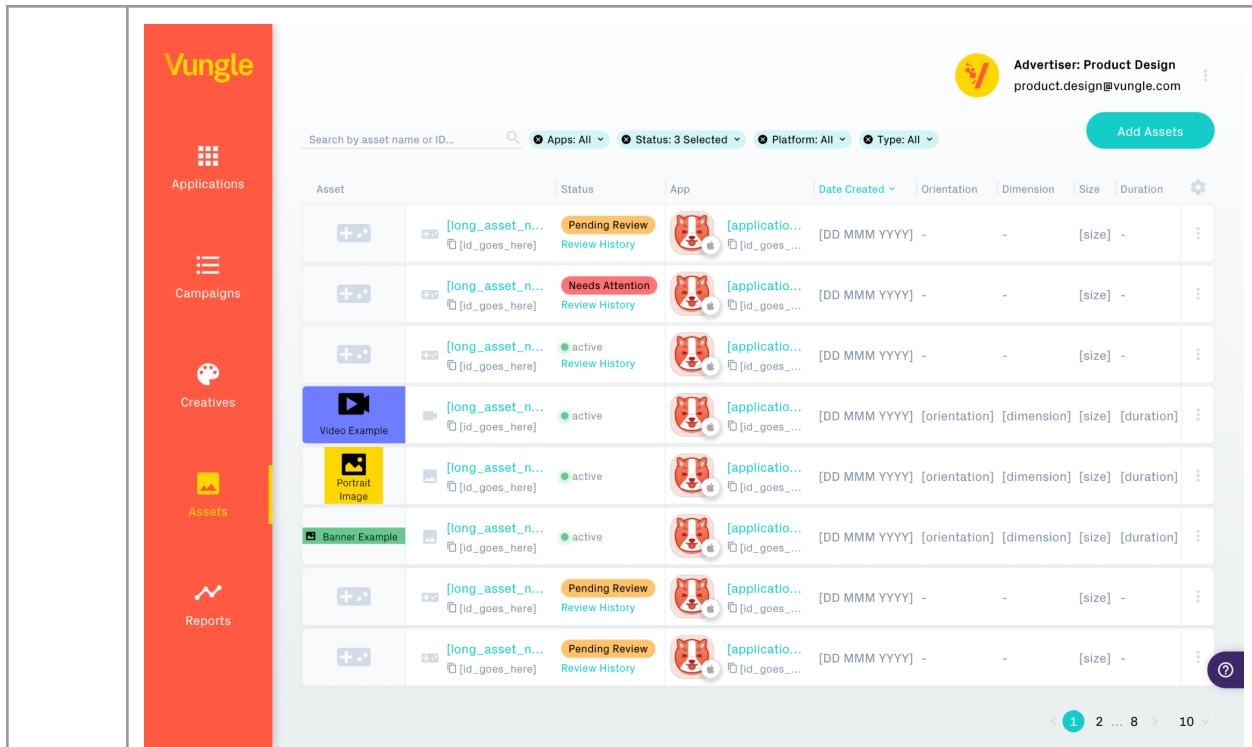 Vungle
Advertiser: Product Design
product.design@vungle.com
Search by asset name or ID...
Apps: All
Status: 3 Selected
Platform: All
Type: All
Add Assets
Applications
Campaigns
Creatives
Assets
Reports
Asset Status App Date Created Orientation Dimension Size Duration
[long_asset_n... Pending Review [applicatio...
[DD MMM YYYY] - - [size] -
[id_goes_here] Review History [id_goes_...
[long_asset_n... Needs Attention [applicatio...
[DD MMM YYYY] - - [size] -
[id_goes_here] Review History [id_goes_...
[long_asset_n... active [applicatio...
[DD MMM YYYY] - - [size] -
[id_goes_here] Review History [id_goes_...
Video Example
[long_asset_n... [applicatio...
active [DD MMM YYYY] [orientation] [dimension] [size] [duration]
[id_goes_here] [id_goes_...
Portrait
Image
[long_asset_n... [applicatio...
active [DD MMM YYYY] [orientation] [dimension] [size] [duration]
[id_goes_here] [id_goes_...
Banner Example
[long_asset_n... [applicatio...
active [DD MMM YYYY] [orientation] [dimension] [size] [duration]
[id_goes_here] [id_goes_...
[long_asset_n... Pending Review [applicatio...
[DD MMM YYYY] - - [size] -
[id_goes_here] Review History [id_goes_...
[long_asset_n... Pending Review [applicatio...
[DD MMM YYYY] - - [size] -
[id_goes_here] Review History [id_goes_...
1 2 ... 8 10